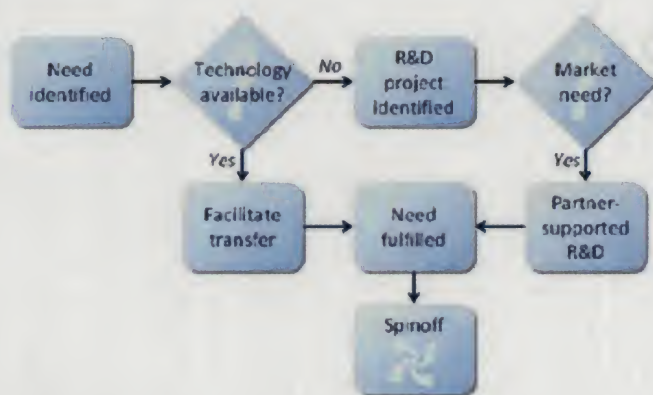 Need
identified
Technology
available?
No
R&D
project
identified
Market
need?
Yes
Yes
Facilitate
transfer
Need
fulfilled
Partner-
supported
R&D
Spinoff